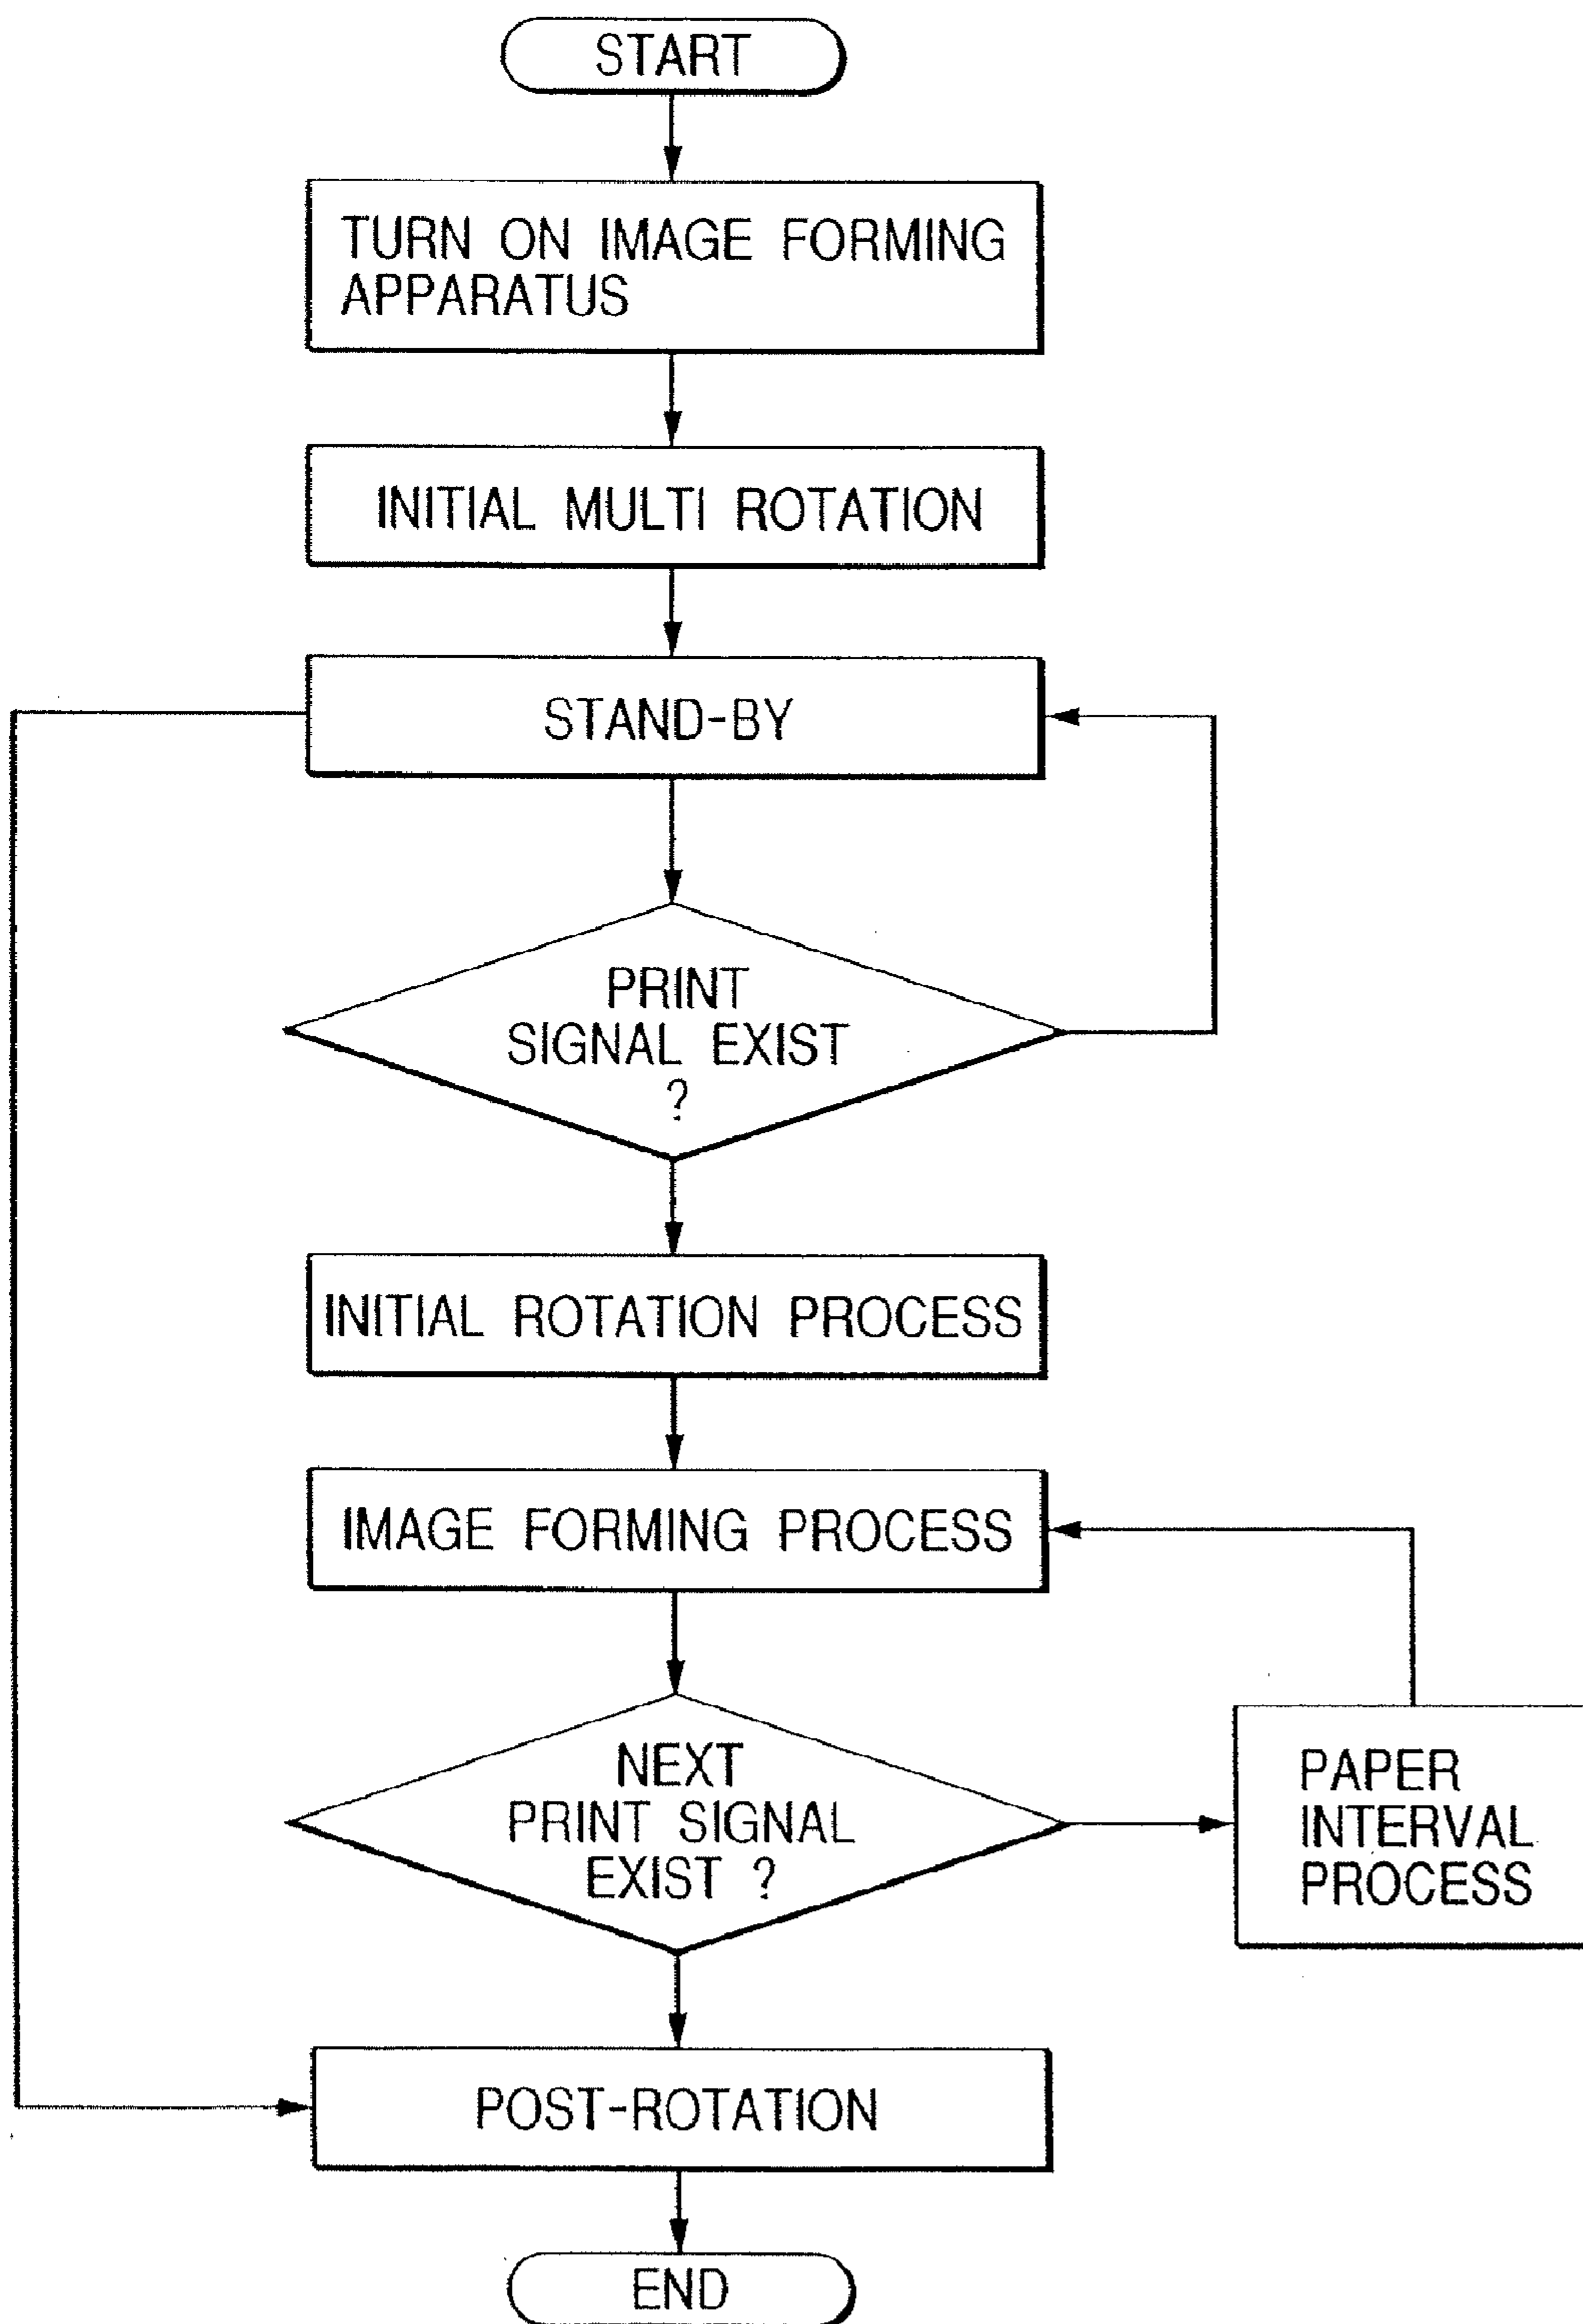 START
TURN ON IMAGE FORMING
APPARATUS
INITIAL MULTI ROTATION
STAND-BY
PRINT
SIGNAL EXIST
?
INITIAL ROTATION PROCESS
IMAGE FORMING PROCESS
NEXT
PRINT SIGNAL
EXIST ?
PAPER
INTERVAL
PROCESS
POST-ROTATION
END